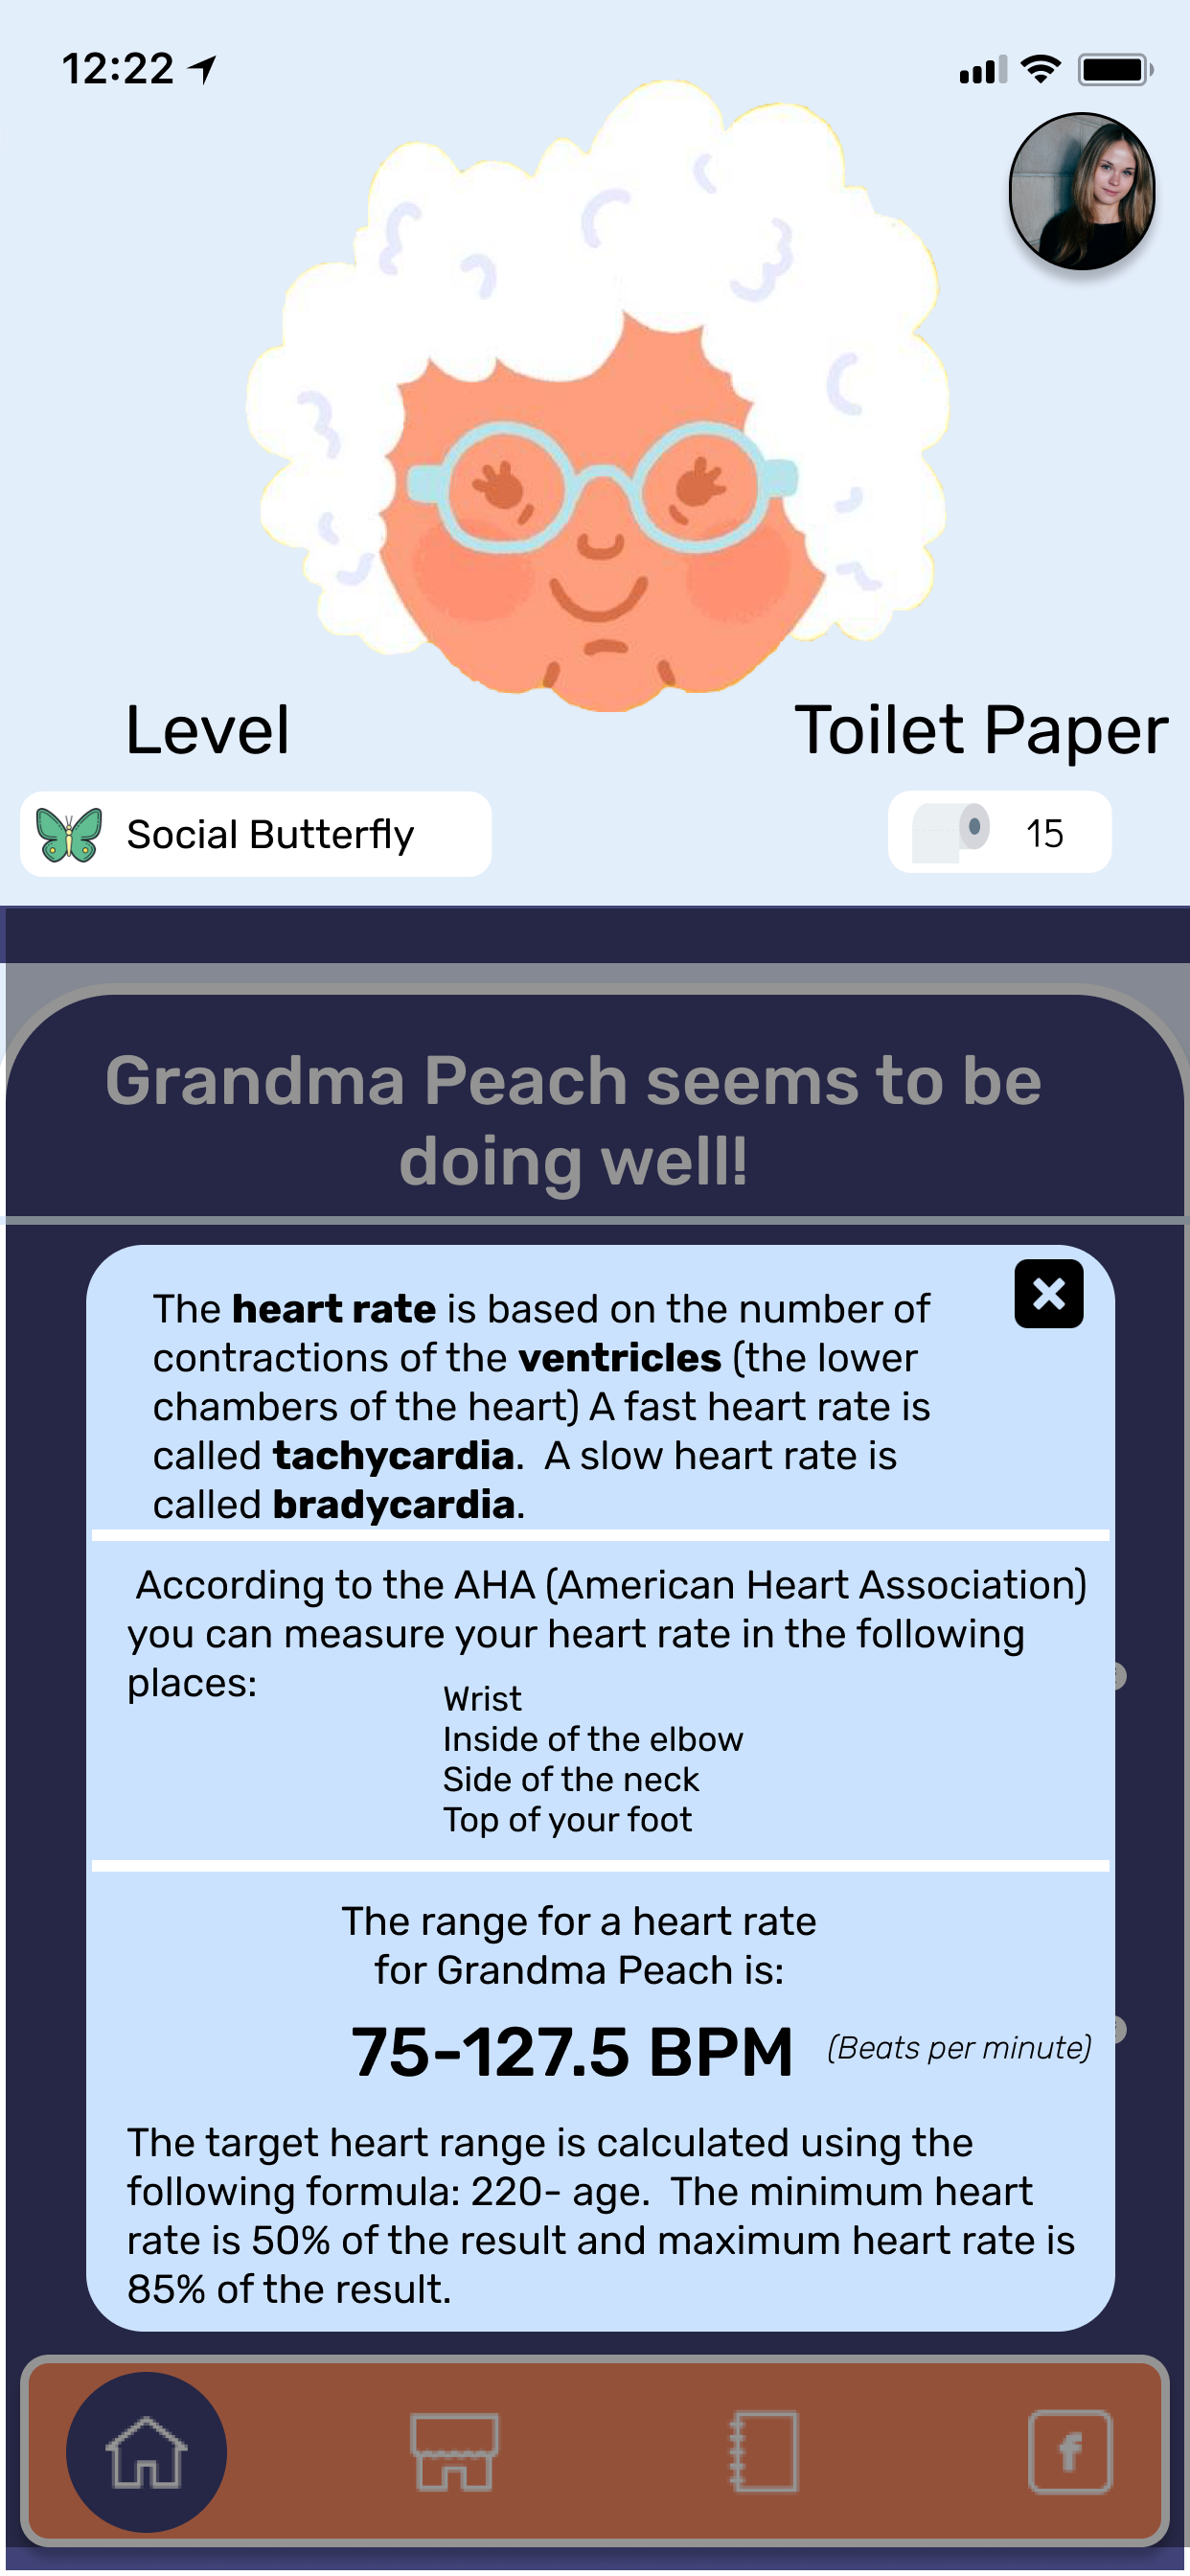 12:22
Level
Toilet Paper
Social Butterfly
15
Grandma Peach seems to be
doing well!
The heart rate is based on the number of
contractions of the ventricles (the lower
chambers of the heart) A fast heart rate is
called tachycardia.  A slow heart rate is
called bradycardia.
According to the AHA (American Heart Association)
you can measure your heart rate in the following
places:
Wrist
Inside of the elbow
Side of the neck
Top of your foot
The range for a heart rate
for Grandma Peach is:
75-127.5 BPM (Beats per minute)
The target heart range is calculated using the
following formula: 220- age.  The minimum heart
rate is 50% of the result and maximum heart rate is
85% of the result.
f